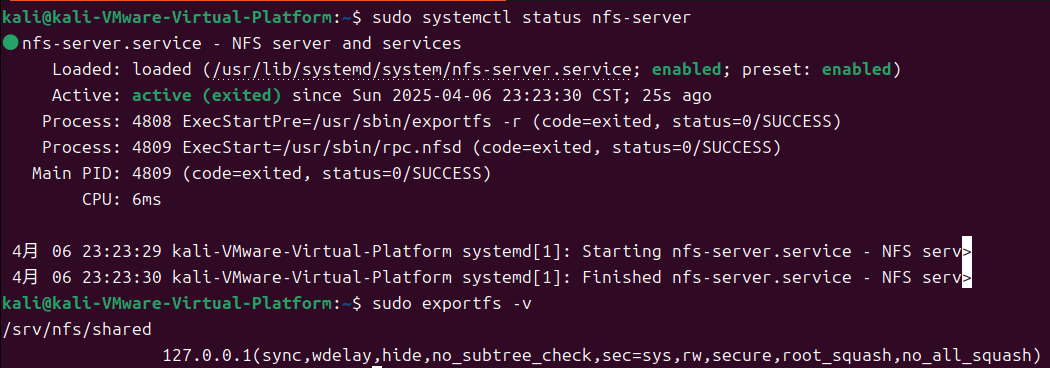 kali@kali-VMware-Virtual-Platform:~$ sudo systemctl status nfs-server
●nfs-server.service - NFS server and services
     Loaded: loaded (/usr/lib/systemd/system/nfs-server.service; enabled; preset: enabled)
     Active: active (exited) since Sun 2025-04-06 23:23:30 CST; 25s ago
    Process: 4808 ExecStartPre=/usr/sbin/exportfs -r (code=exited, status=0/SUCCESS)
    Process: 4809 ExecStart=/usr/sbin/rpc.nfsd (code=exited, status=0/SUCCESS)
   Main PID: 4809 (code=exited, status=0/SUCCESS)
        CPU: 6ms
4月 06 23:23:29 kali-VMware-Virtual-Platform systemd[1]: Starting nfs-server.service - NFS serv>
4月 06 23:23:30 kali-VMware-Virtual-Platform systemd[1]: Finished nfs-server.service - NFS serv>
kali@kali-VMware-Virtual-Platform:~$ sudo exportfs -v
/srv/nfs/shared
                127.0.0.1(sync,wdelay,hide,no_subtree_check,sec=sys,rw,secure,root_squash,no_all_squash)